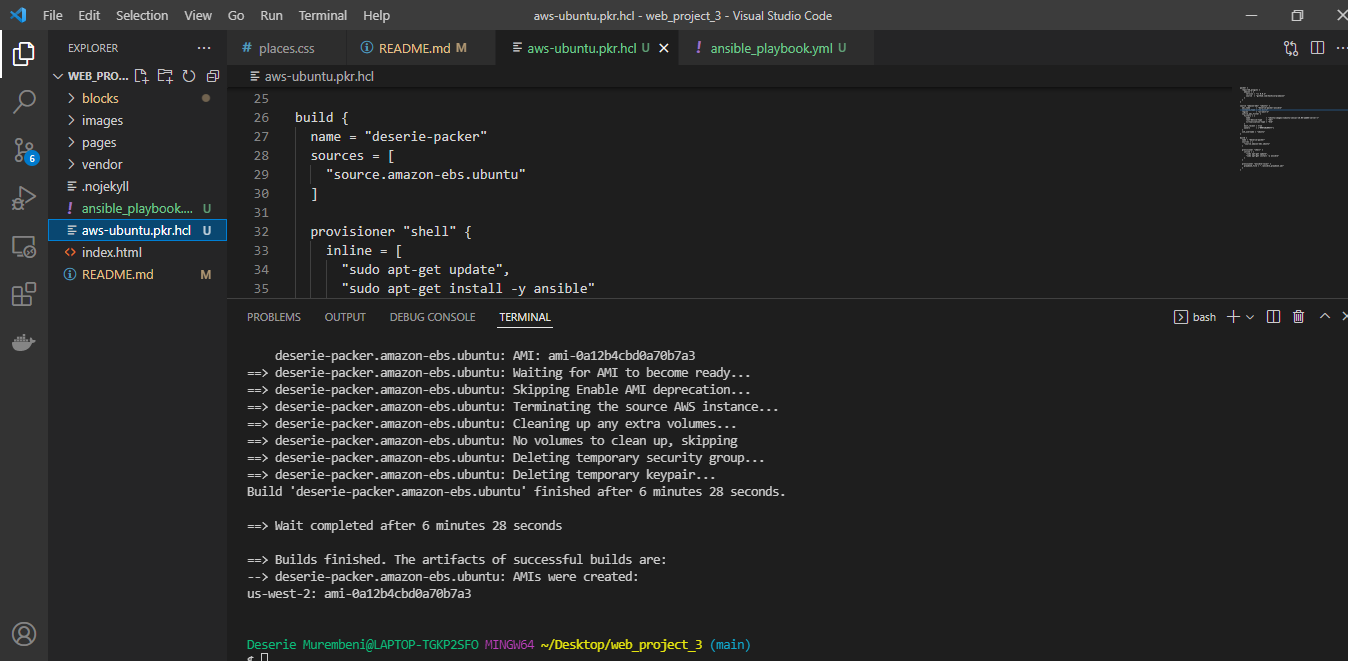 File Edit Selection View Go Run Terminal Help aws-ubuntu.pkr.hcl - web_project_3 - Visual Studio Code
EXPLORER
# places.css README.md M aws-ubuntu.pkr.hcl U ! ansible_playbook.yml U
WEB_PRO...
aws-ubuntu.pkr.hcl
blocks
images
pages
vendor
.nojekyll
! ansible_playbook.... U
aws-ubuntu.pkr.hcl U
index.html
README.md M
6
25
26 build {
27 name = "deserie-packer"
28 sources = [
29 "source.amazon-ebs.ubuntu"
30 ]
31
32 provisioner "shell" {
33 inline = [
34 "sudo apt-get update",
35 "sudo apt-get install -y ansible"
PROBLEMS OUTPUT DEBUG CONSOLE TERMINAL bash
deserie-packer.amazon-ebs.ubuntu: AMI: ami-0a12b4cbd0a70b7a3
==> deserie-packer.amazon-ebs.ubuntu: Waiting for AMI to become ready...
==> deserie-packer.amazon-ebs.ubuntu: Skipping Enable AMI deprecation...
==> deserie-packer.amazon-ebs.ubuntu: Terminating the source AWS instance...
==> deserie-packer.amazon-ebs.ubuntu: Cleaning up any extra volumes...
==> deserie-packer.amazon-ebs.ubuntu: No volumes to clean up, skipping
==> deserie-packer.amazon-ebs.ubuntu: Deleting temporary security group...
==> deserie-packer.amazon-ebs.ubuntu: Deleting temporary keypair...
Build 'deserie-packer.amazon-ebs.ubuntu' finished after 6 minutes 28 seconds.
==> Wait completed after 6 minutes 28 seconds
==> Builds finished. The artifacts of successful builds are:
--> deserie-packer.amazon-ebs.ubuntu: AMIs were created:
us-west-2: ami-0a12b4cbd0a70b7a3
Deserie Murembeni@LAPTOP-TGKP2SFO MINGW64 ~/Desktop/web_project_3 (main)
$